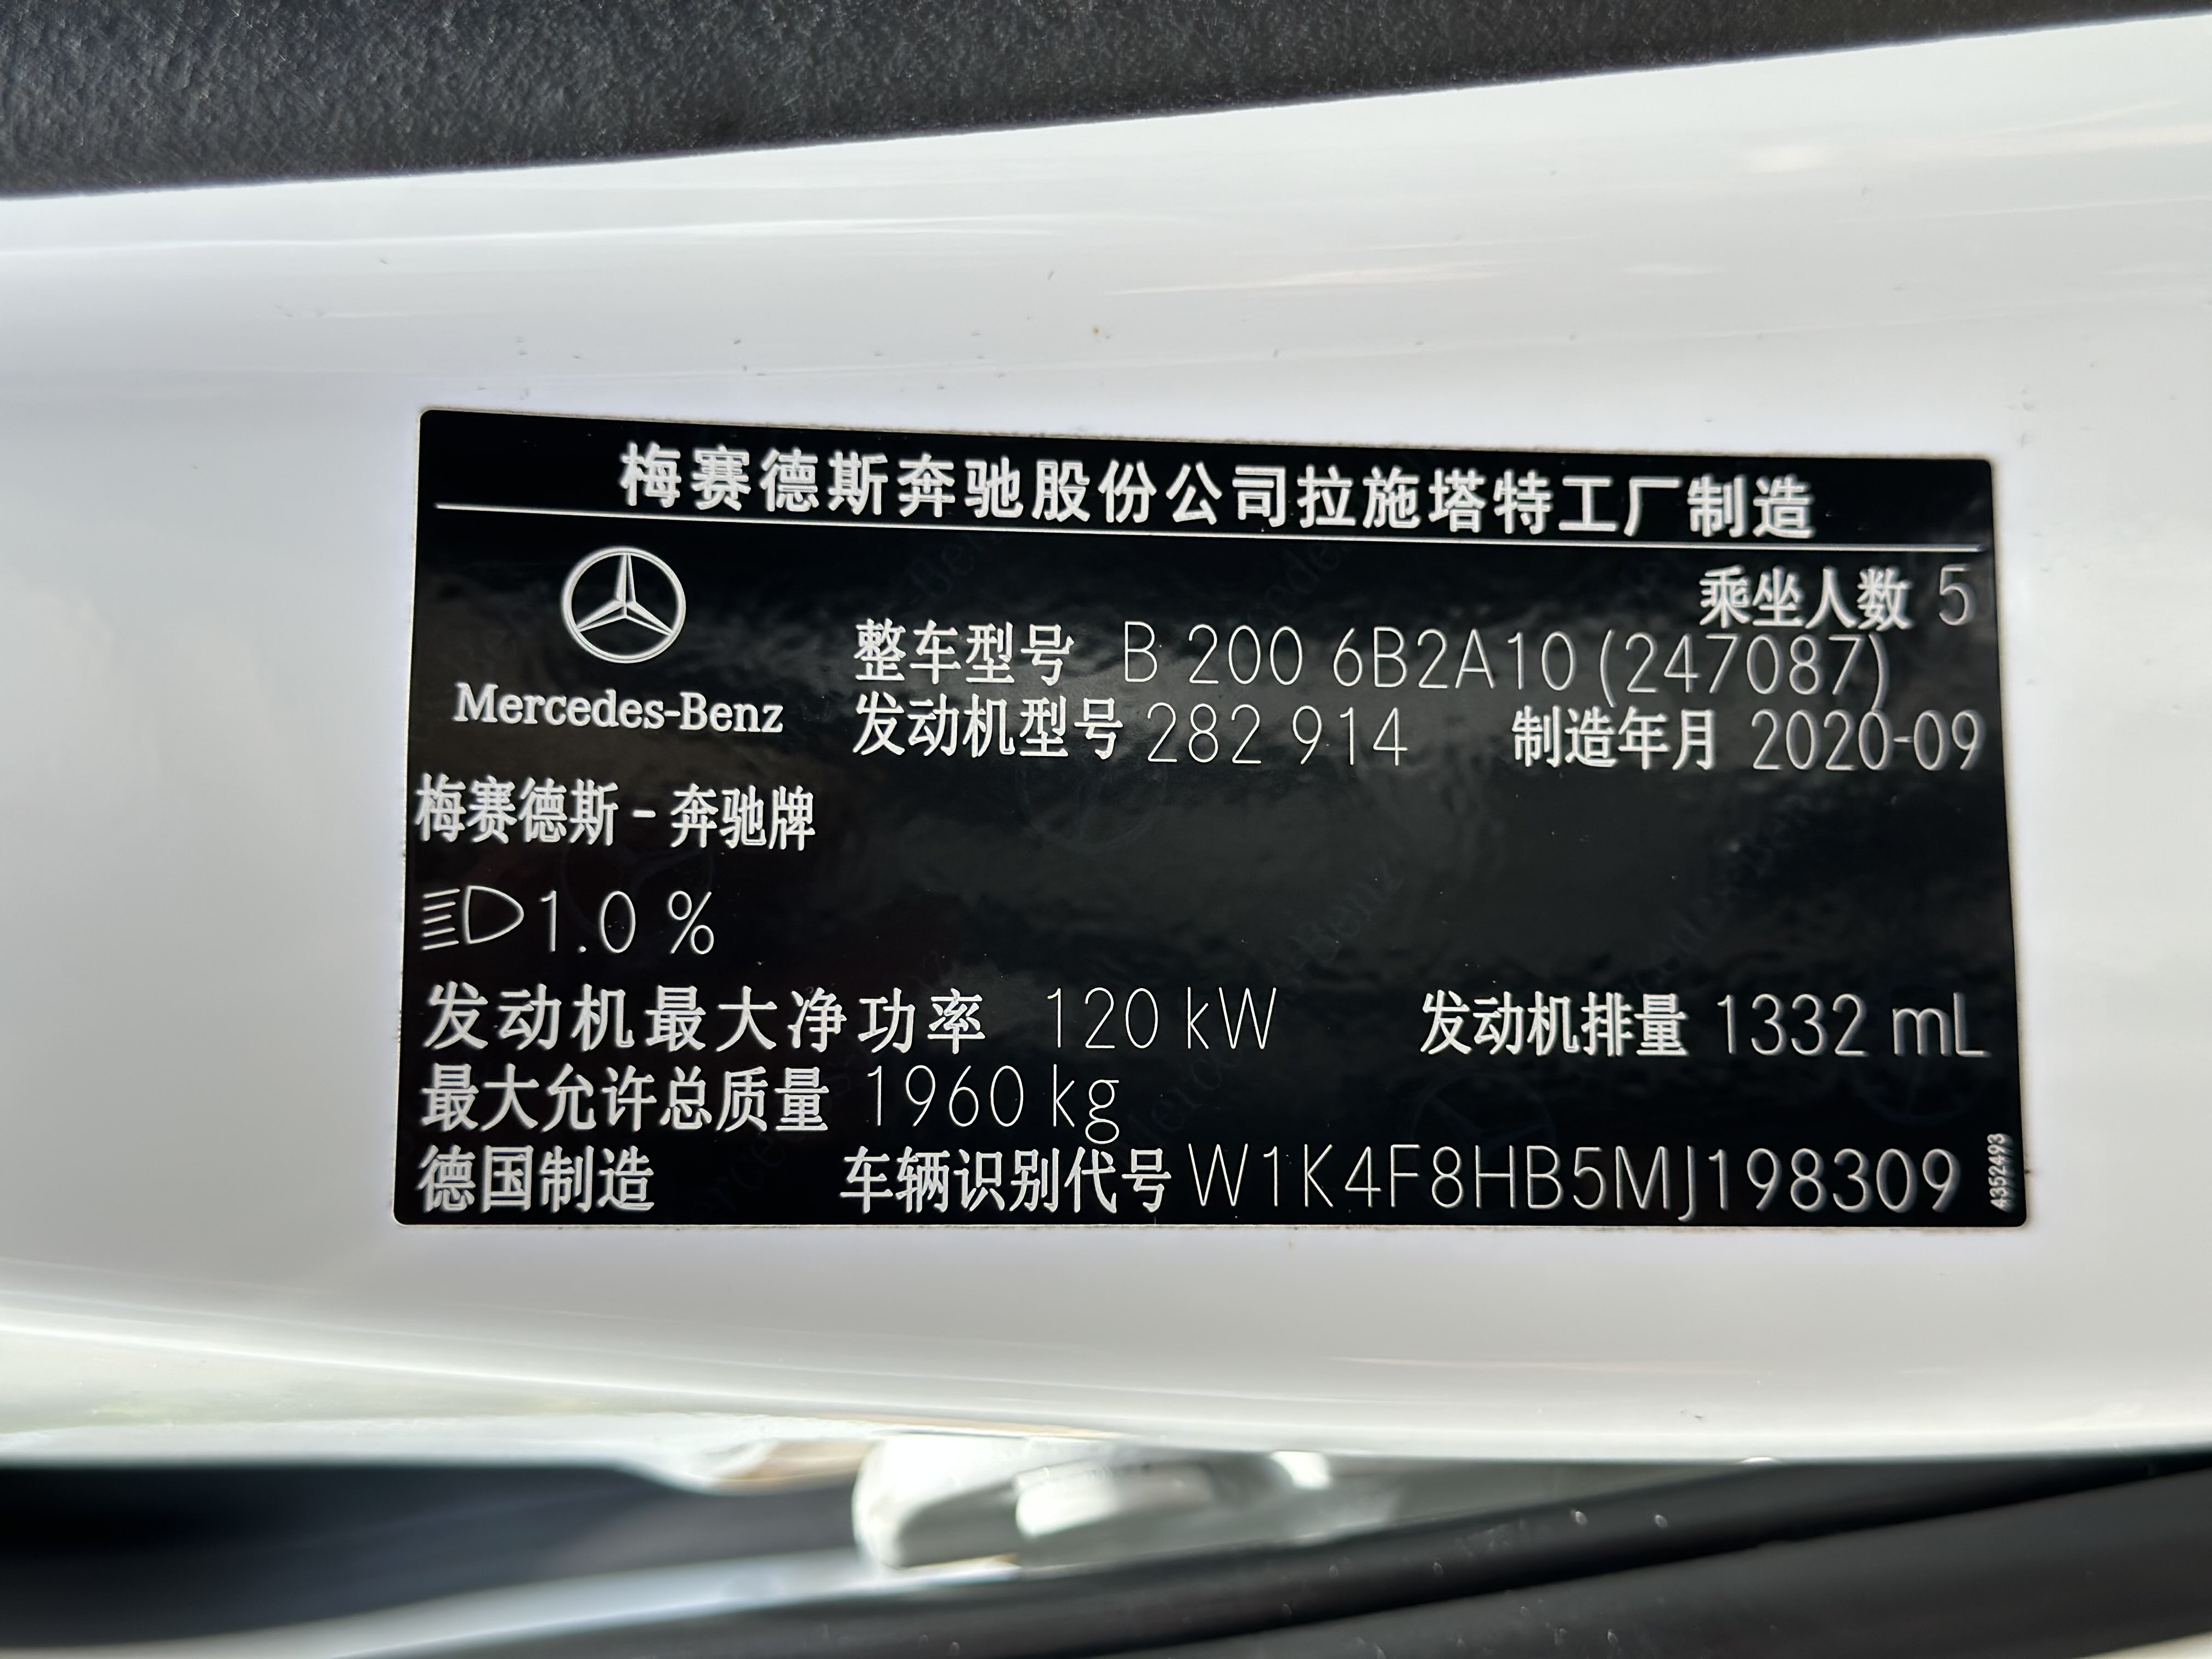 梅赛德斯奔驰股份公司拉施塔特工厂制造
乘坐人数 5
整车型号 B 200 6B2A10 (247087)
Mercedes-Benz
发动机型号 282 914 制造年月 2020-09
梅赛德斯-奔驰牌
1.0 %
发动机最大净功率 120 kW 发动机排量 1332 mL
最大允许总质量 1960 kg
德国制造 车辆识别代号 W1K4F8HB5MJ198309
4352493